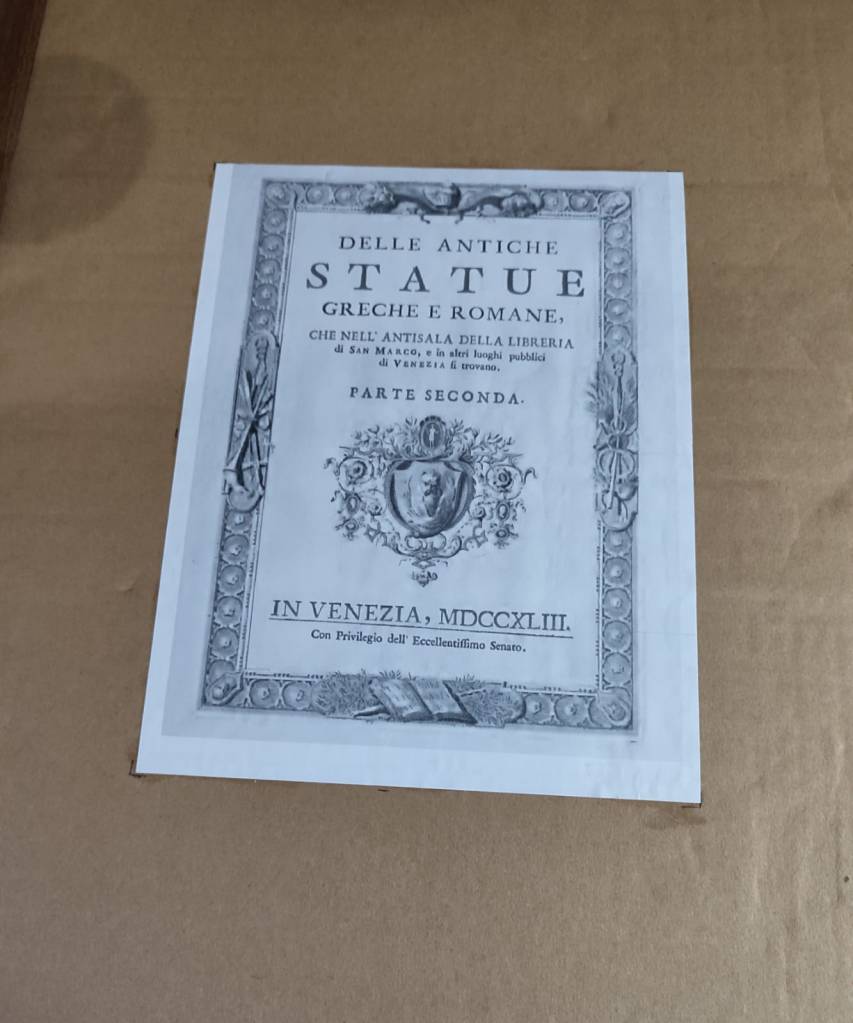 DELLE ANTICHE
STATUE
GRECHE E ROMANE,
CHE NELL' ANTISALA DELLA LIBRERIA
di SAN MARCO, e in altri luoghi pubblici
di VENEZIA ſi trovano.
PARTE SECONDA.
IN VENEZIA, MDCCXLIII.
Con Privilegio dell' Eccellentiſſimo Senato.